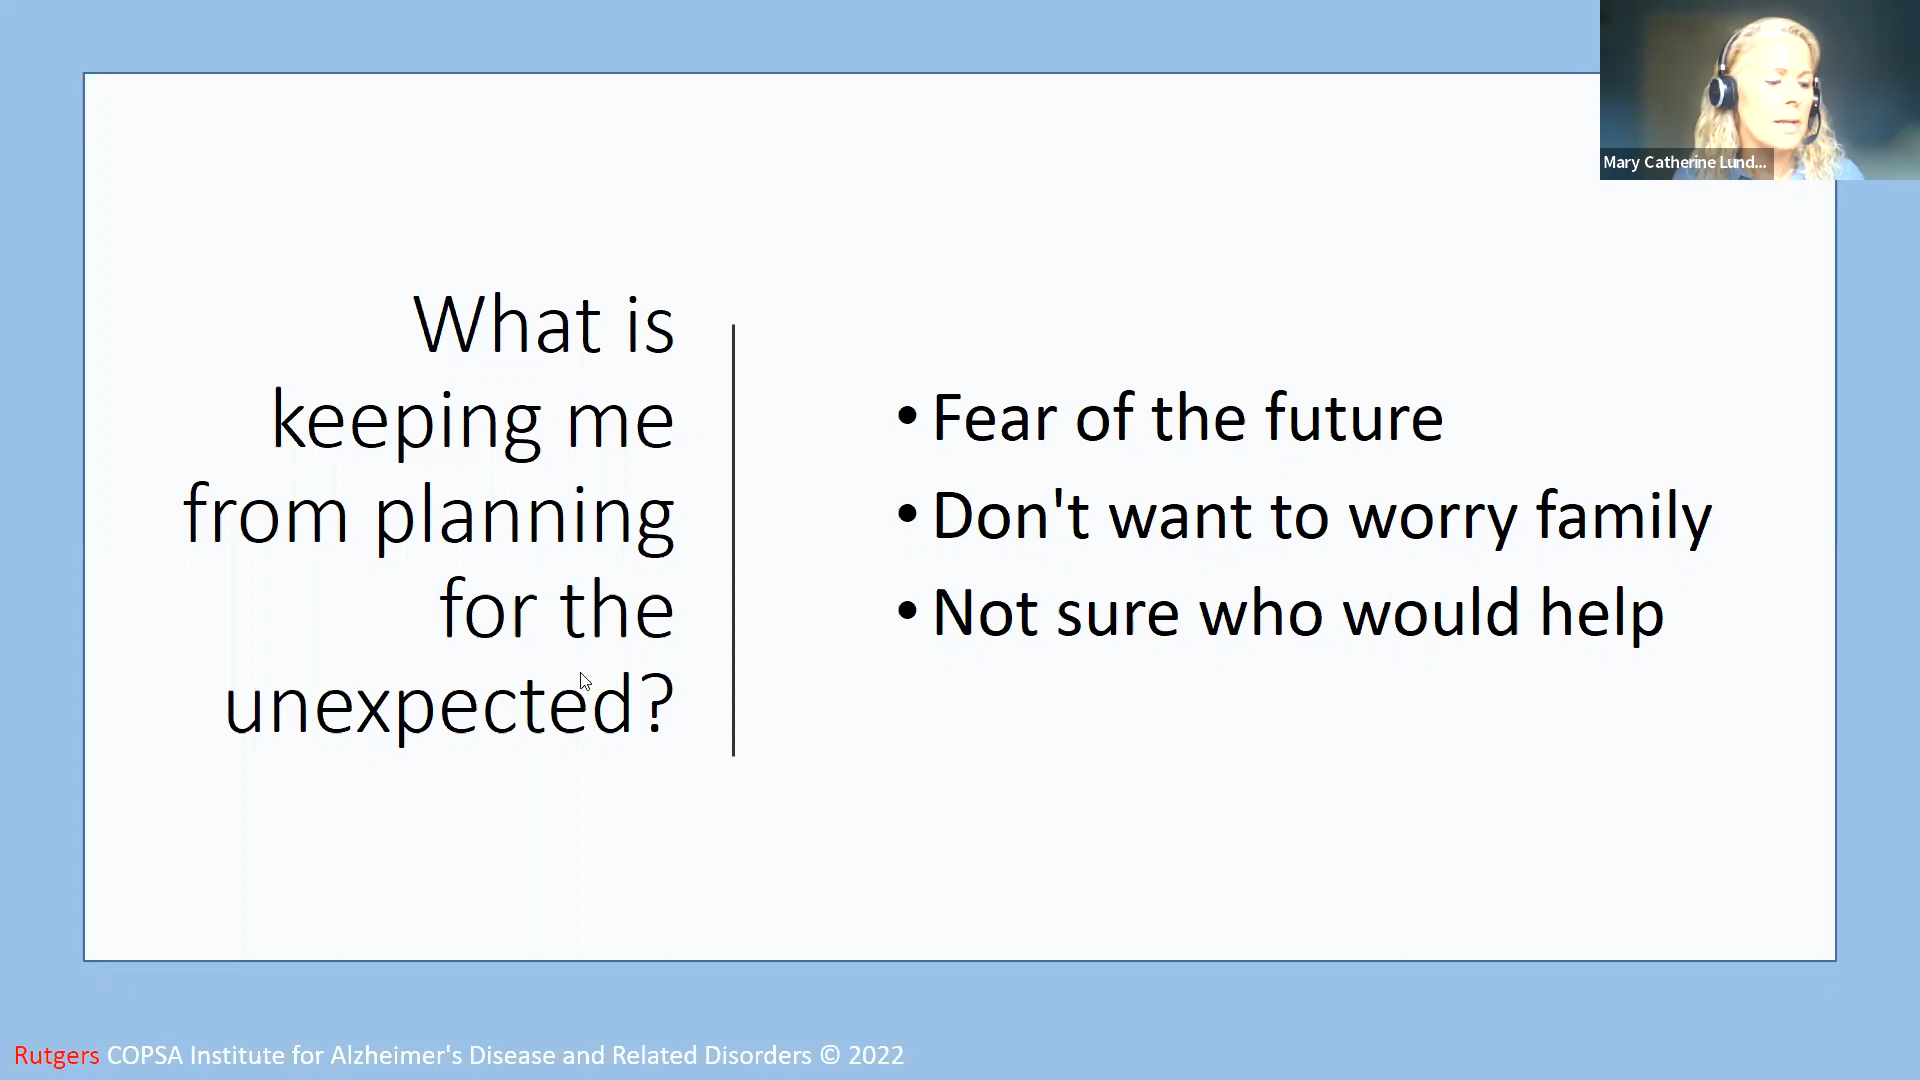 Mary Catherine Lund...
What is
keeping me
from planning
for the
unexpected?
• Fear of the future
• Don't want to worry family
• Not sure who would help
Rutgers COPSA Institute for Alzheimer's Disease and Related Disorders © 2022